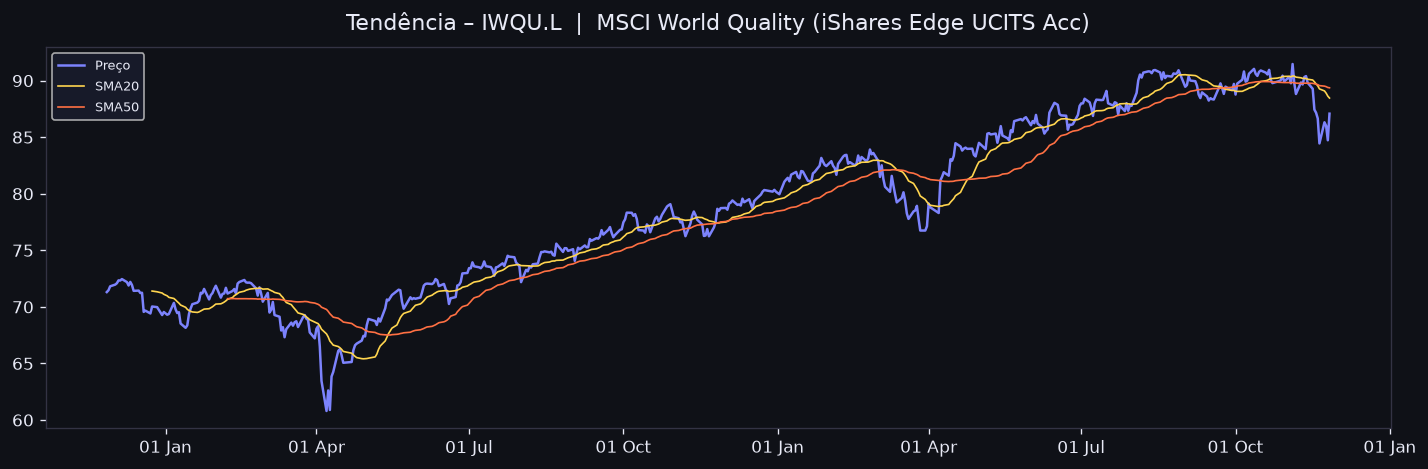 Tendência – IWQU.L | MSCI World Quality (iShares Edge UCITS Acc)
Preço
SMA20
SMA50
90
85
80
75
70
65
60
01 Jan 01 Apr 01 Jul 01 Oct 01 Jan 01 Apr 01 Jul 01 Oct 01 Jan